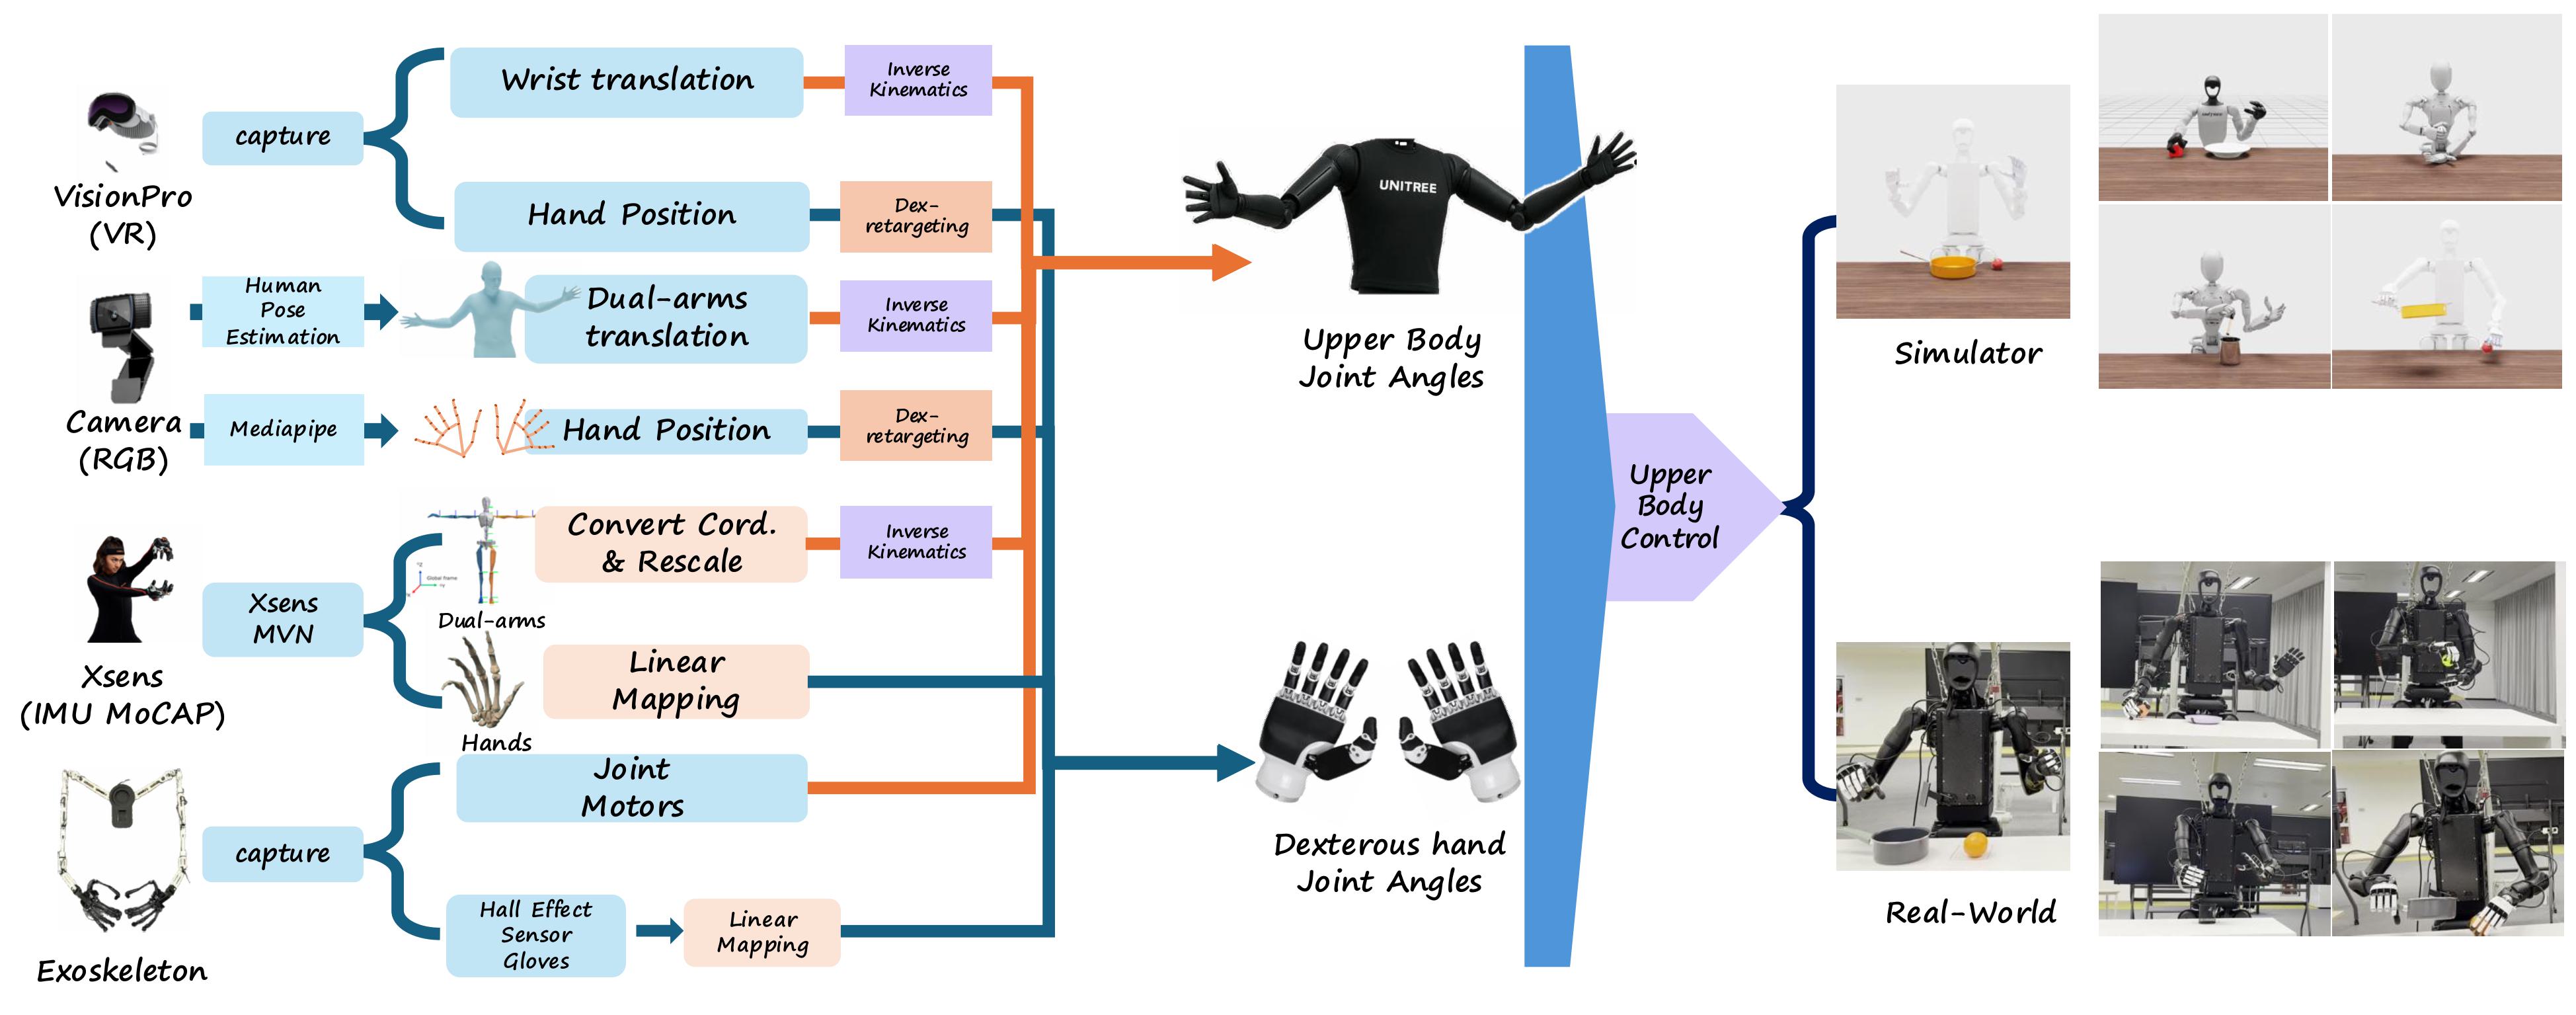 VisionPro
(VR)
capture
Wrist translation
Inverse
Kinematics
Hand Position
Dex-
retargeting
Camera
(RGB)
Human
Pose
Estimation
Dual-arms
translation
Inverse
Kinematics
Mediapipe
Hand Position
Dex-
retargeting
Xsens
(IMU MoCAP)
Xsens
MVN
Global frame
Dual-arms
Convert Cord.
& Rescale
Inverse
Kinematics
Hands
Linear
Mapping
Exoskeleton
capture
Joint
Motors
Hall Effect
Sensor
Gloves
Linear
Mapping
UNITREE
Upper Body
Joint Angles
Dexterous hand
Joint Angles
Upper
Body
Control
Simulator
Real-World